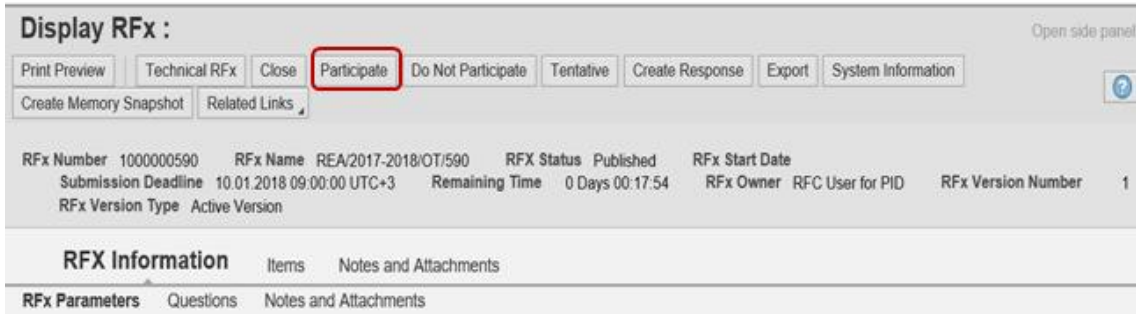 Display RFx :
Open side panel
Print Preview Technical RFx Close Participate Do Not Participate Tentative Create Response Export System Information
Create Memory Snapshot Related Links
RFx Number 1000000590 RFx Name REA/2017-2018/OT/590 RFX Status Published RFx Start Date
Submission Deadline 10.01.2018 09:00:00 UTC+3 Remaining Time 0 Days 00:17:54 RFx Owner RFC User for PID RFx Version Number 1
RFx Version Type Active Version
RFX Information Items Notes and Attachments
RFx Parameters Questions Notes and Attachments